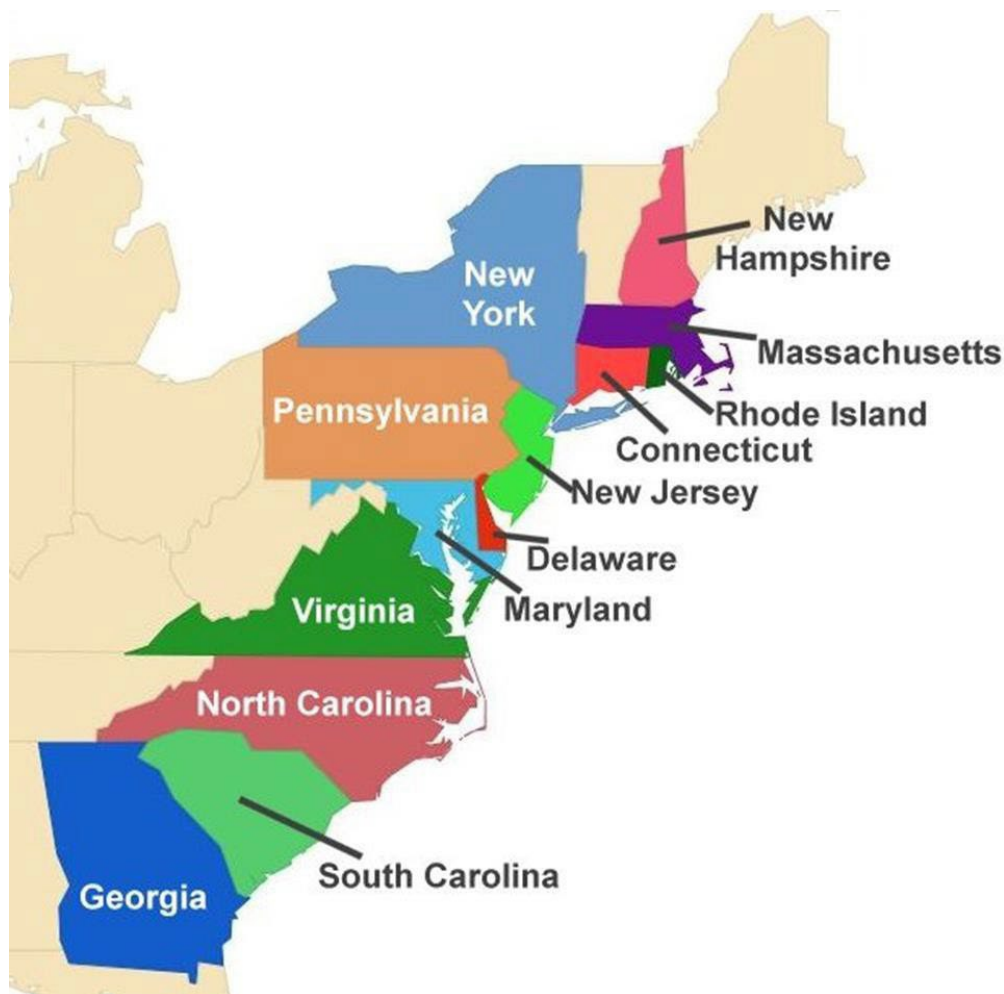 New
Hampshire
New
York
Massachusetts
Pennsylvania
Rhode Island
Connecticut
New Jersey
Delaware
Virginia
Maryland
North Carolina
South Carolina
Georgia